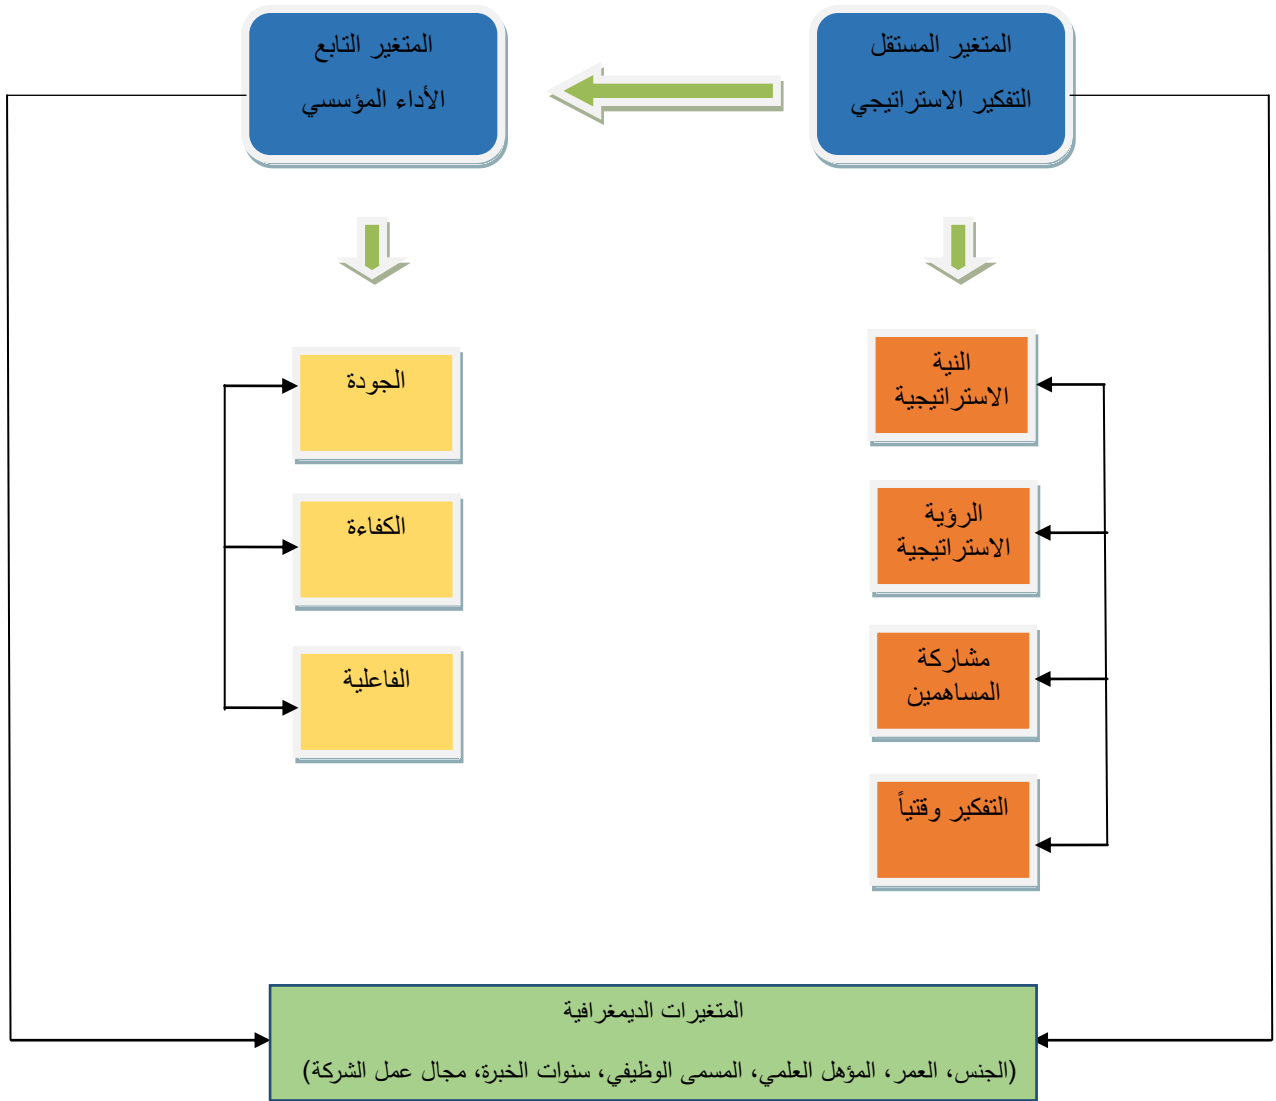 المتغير المستقل
التفكير الاستراتيجي
المتغير التابع
الأداء المؤسسي
النية
الاستراتيجية
الرؤية
الاستراتيجية
مشاركة
المساهمين
التفكير وقتياً
الجودة
الكفاءة
الفاعلية
المتغيرات الديمغرافية
(الجنس، العمر، المؤهل العلمي، المسمى الوظيفي، سنوات الخبرة، مجال عمل الشركة)